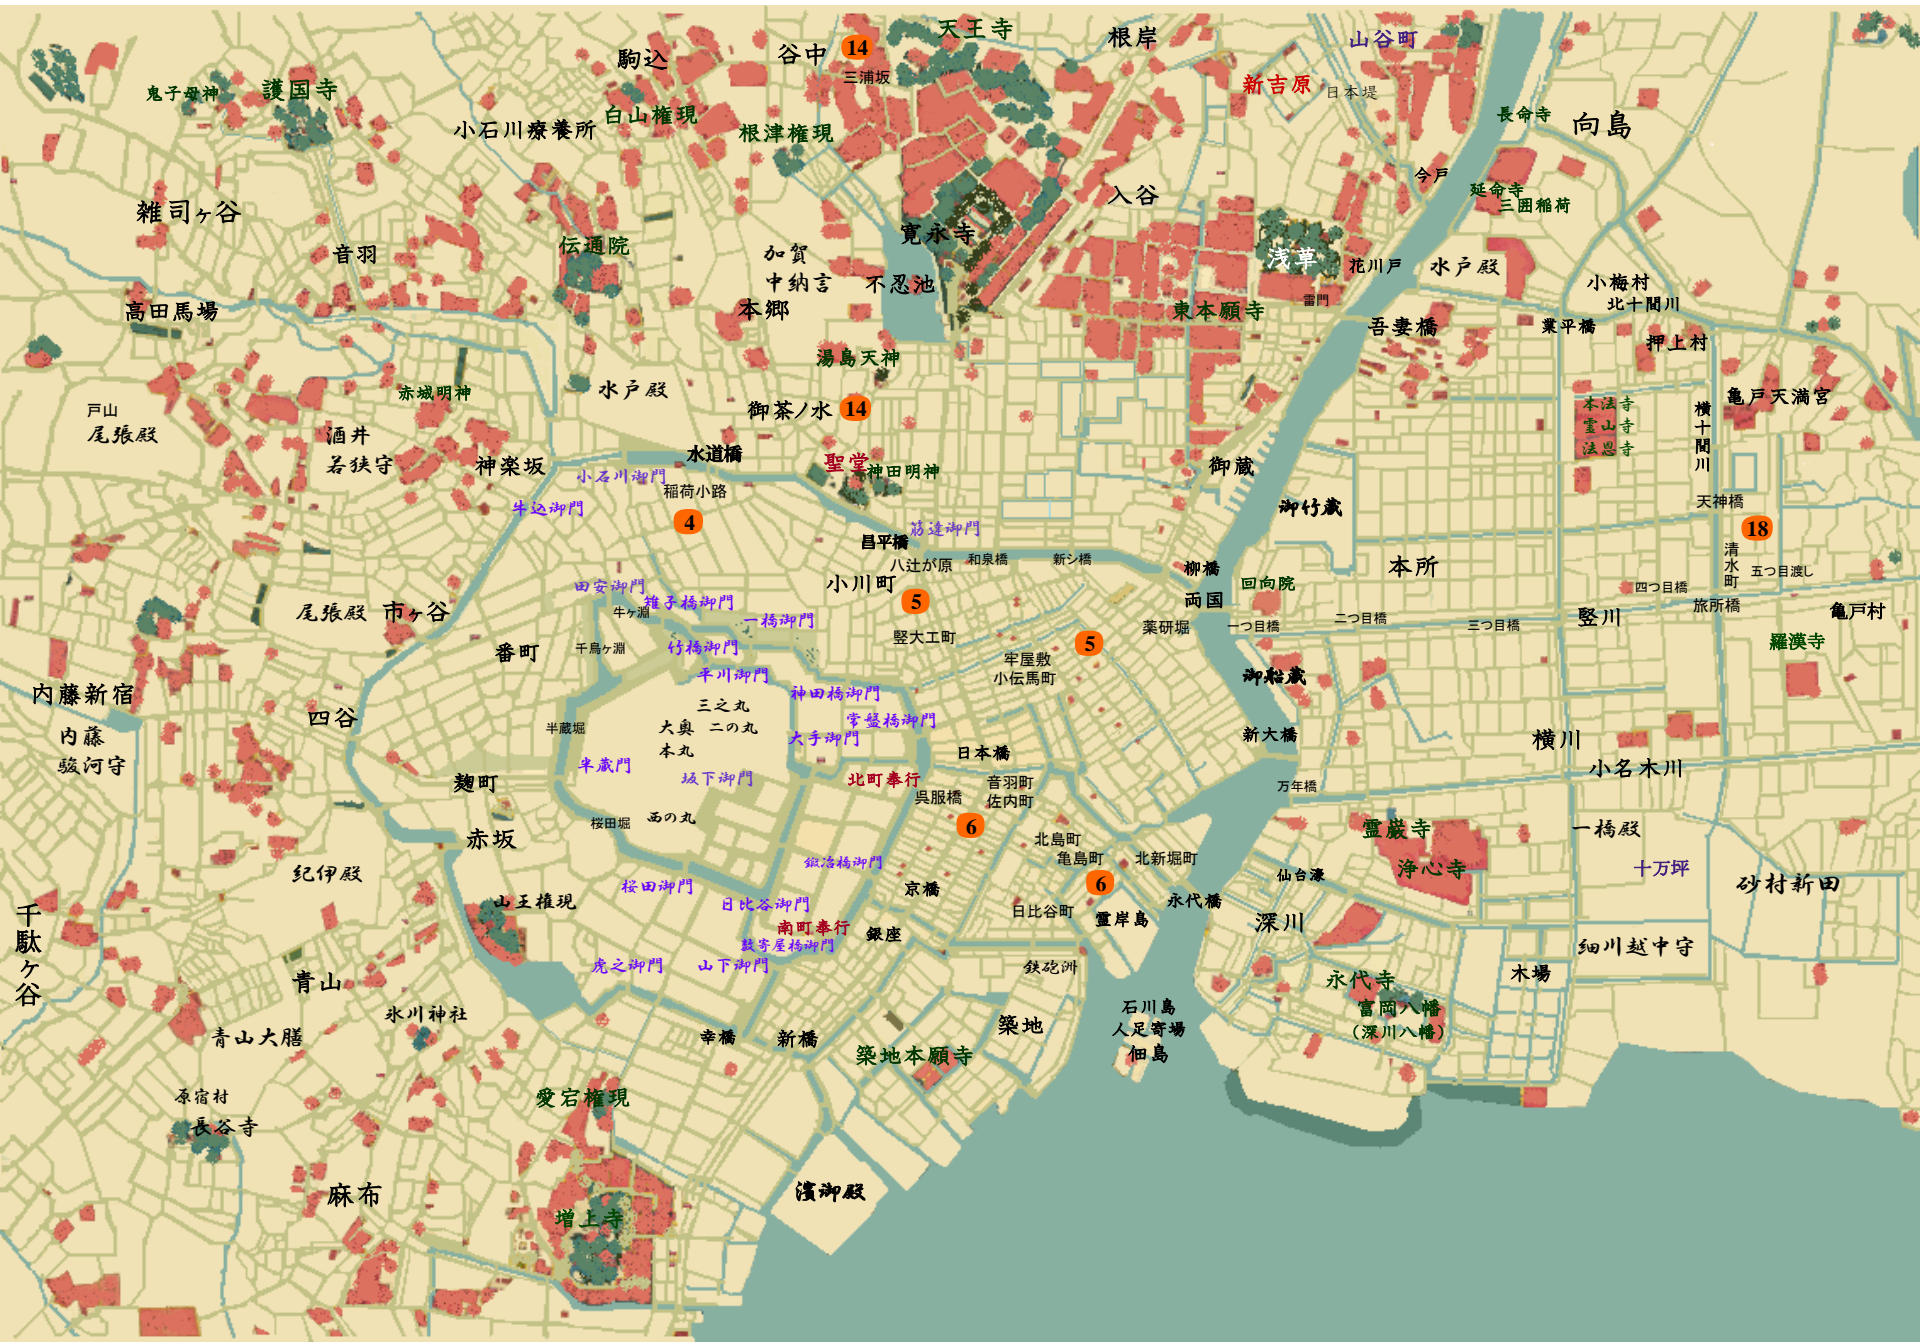 天王寺
根岸
山谷町
14
谷中
駒込
三浦坂
新吉原
日本堤
鬼子母神
護国寺
白山権現
小石川療養所
根津権現
長命寺
向島
今戸
延命寺
三囲稲荷
入谷
雑司ヶ谷
寛永寺
伝通院
音羽
加賀
中納言
浅草
花川戸
水戸殿
不忍池
小梅村
北十間川
雷門
高田馬場
本郷
東本願寺
吾妻橋
業平橋
押上村
湯島天神
赤城明神
水戸殿
亀戸天満宮
戸山
尾張殿
御茶ノ水
14
本法寺
霊山寺
法恩寺
横十間川
酒井
若狭守
神楽坂
水道橋
聖堂
神田明神
御蔵
小石川御門
稲荷小路
牛込御門
4
御竹蔵
天神橋
18
筋違御門
昌平橋
八辻が原
和泉橋
新シ橋
柳橋
本所
清水町
五つ目渡し
小川町
回向院
四つ目橋
田安御門
雉子橋御門
牛ヶ淵
5
両国
旅所橋
亀戸村
尾張殿
市ヶ谷
一橋御門
竪川
竪大工町
薬研堀
一つ目橋
二つ目橋
三つ目橋
番町
千鳥ヶ淵
竹橋御門
5
羅漢寺
牢屋敷
小伝馬町
平川御門
御船蔵
内藤新宿
神田橋御門
三之丸
四谷
半蔵堀
大奥
二の丸
本丸
常盤橋御門
大手御門
新大橋
横川
内藤
駿河守
日本橋
半蔵門
坂下御門
北町奉行
小名木川
麹町
音羽町
佐内町
呉服橋
万年橋
桜田堀
西の丸
6
霊巌寺
一橋殿
赤坂
北島町
亀島町
北新堀町
鍛冶橋御門
浄心寺
十万坪
砂村新田
紀伊殿
仙台濠
桜田御門
京橋
6
永代橋
山王権現
日比谷御門
日比谷町
霊岸島
深川
千駄ヶ谷
南町奉行
銀座
数寄屋橋御門
細川越中守
虎之御門
山下御門
鉄砲洲
木場
青山
永代寺
氷川神社
石川島
人足寄場
佃島
富岡八幡
(深川八幡)
青山大膳
幸橋
新橋
築地
築地本願寺
原宿村
長谷寺
愛宕権現
麻布
濱御殿
増上寺